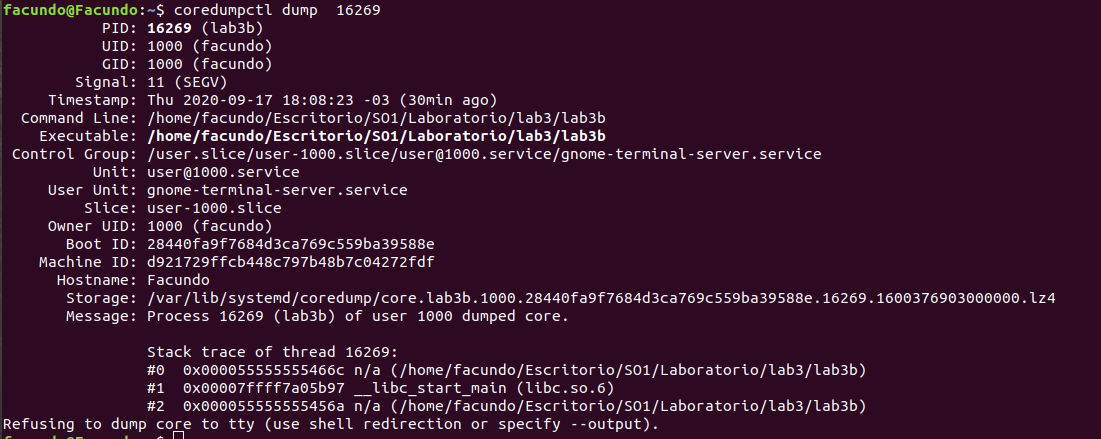 facundo@Facundo:~$ coredumpctl dump  16269
PID: 16269 (lab3b)
UID: 1000 (facundo)
GID: 1000 (facundo)
Signal: 11 (SEGV)
Timestamp: Thu 2020-09-17 18:08:23 -03 (30min ago)
Command Line: /home/facundo/Escritorio/SO1/Laboratorio/lab3/lab3b
Executable: /home/facundo/Escritorio/SO1/Laboratorio/lab3/lab3b
Control Group: /user.slice/user-1000.slice/user@1000.service/gnome-terminal-server.service
Unit: user@1000.service
User Unit: gnome-terminal-server.service
Slice: user-1000.slice
Owner UID: 1000 (facundo)
Boot ID: 28440fa9f7684d3ca769c559ba39588e
Machine ID: d921729ffcb448c797b48b7c04272fdf
Hostname: Facundo
Storage: /var/lib/systemd/coredump/core.lab3b.1000.28440fa9f7684d3ca769c559ba39588e.16269.1600376903000000.lz4
Message: Process 16269 (lab3b) of user 1000 dumped core.
Stack trace of thread 16269:
#0  0x000055555555466c n/a (/home/facundo/Escritorio/SO1/Laboratorio/lab3/lab3b)
#1  0x00007ffff7a05b97 __libc_start_main (libc.so.6)
#2  0x000055555555456a n/a (/home/facundo/Escritorio/SO1/Laboratorio/lab3/lab3b)
Refusing to dump core to tty (use shell redirection or specify --output).